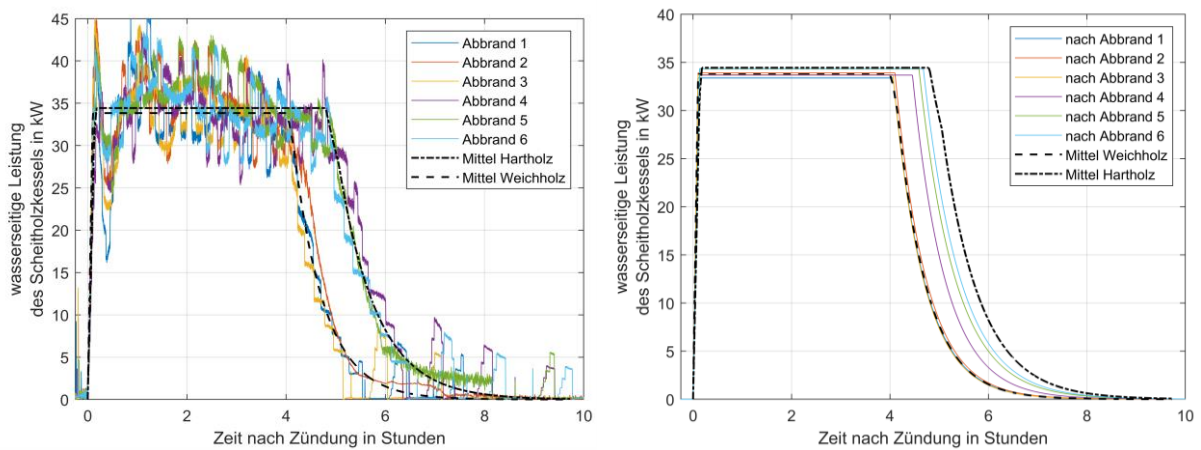 wasserseitige Leistung
des Scheitholzkessels in kW
45
40
35
30
25
20
15
10
5
0
0
2
4
6
8
10
Zeit nach Zündung in Stunden
Abbrand 1
Abbrand 2
Abbrand 3
Abbrand 4
Abbrand 5
Abbrand 6
Mittel Hartholz
Mittel Weichholz
wasserseitige Leistung
des Scheitholzkessels in kW
40
35
30
25
20
15
10
5
0
0
2
4
6
8
10
Zeit nach Zündung in Stunden
nach Abbrand 1
nach Abbrand 2
nach Abbrand 3
nach Abbrand 4
nach Abbrand 5
nach Abbrand 6
Mittel Weichholz
Mittel Hartholz